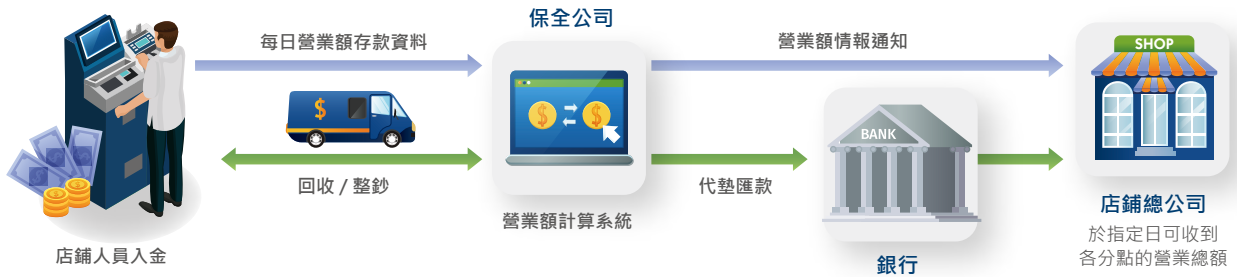 保全公司
每日營業額存款資料
營業額情報通知
SHOP
$
$
$
BANK
回收 / 整鈔
代墊匯款
營業額計算系統
店鋪人員入金
銀行
店鋪總公司
於指定日可收到
各分點的營業總額